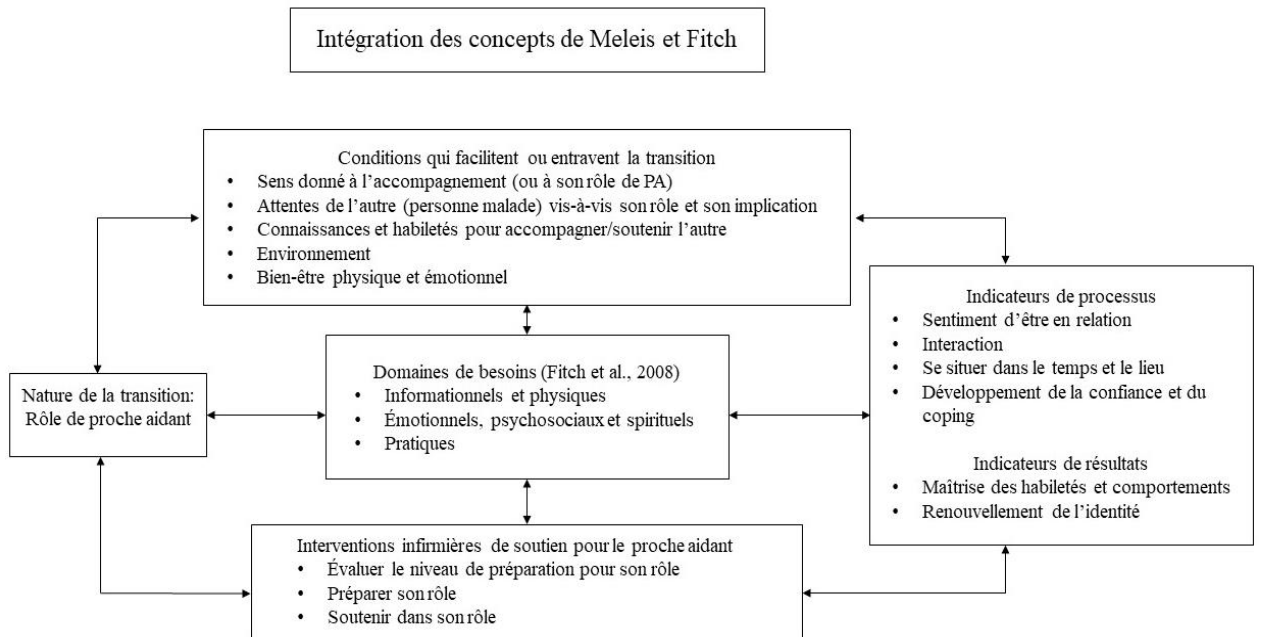 Intégration des concepts de Meleis et Fitch
Conditions qui facilitent ou entravent la transition
• Sens donné à l’accompagnement (ou à son rôle de PA)
• Attentes de l’autre (personne malade) vis-à-vis son rôle et son implication
• Connaissances et habiletés pour accompagner/soutenir l’autre
• Environnement
• Bien-être physique et émotionnel
Nature de la transition:
Rôle de proche aidant
Domaines de besoins (Fitch et al., 2008)
• Informationnels et physiques
• Émotionnels, psychosociaux et spirituels
• Pratiques
Indicateurs de processus
• Sentiment d’être en relation
• Interaction
• Se situer dans le temps et le lieu
• Développement de la confiance et du
coping
Indicateurs de résultats
• Maîtrise des habiletés et comportements
• Renouvellement de l’identité
Interventions infirmières de soutien pour le proche aidant
• Évaluer le niveau de préparation pour son rôle
• Préparer son rôle
• Soutenir dans son rôle